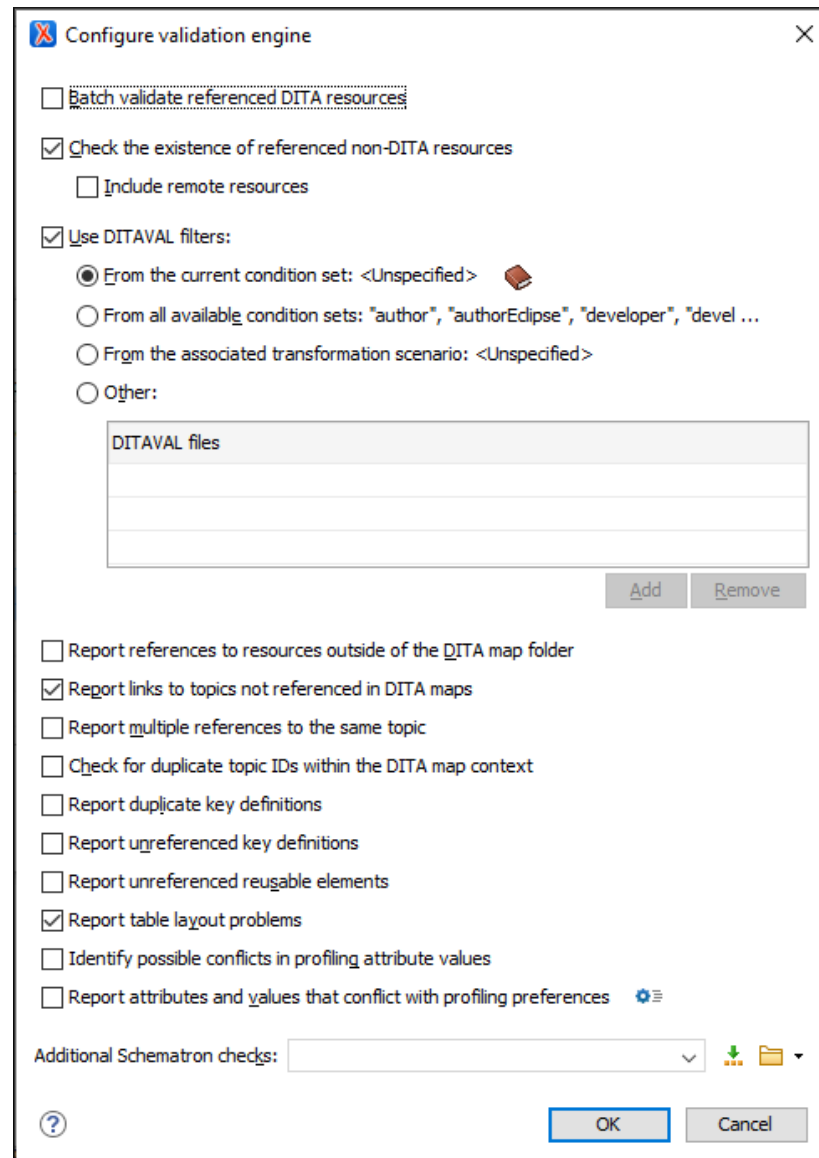 Configure validation engine
Batch validate referenced DITA resources
Check the existence of referenced non-DITA resources
Include remote resources
Use DITAVAL filters:
From the current condition set: <Unspecified>
From all available condition sets: "author", "authorEclipse", "developer", "devel ...
From the associated transformation scenario: <Unspecified>
Other:
DITAVAL files
Add Remove
Report references to resources outside of the DITA map folder
Report links to topics not referenced in DITA maps
Report multiple references to the same topic
Check for duplicate topic IDs within the DITA map context
Report duplicate key definitions
Report unreferenced key definitions
Report unreferenced reusable elements
Report table layout problems
Identify possible conflicts in profiling attribute values
Report attributes and values that conflict with profiling preferences
Additional Schematron checks:
OK Cancel